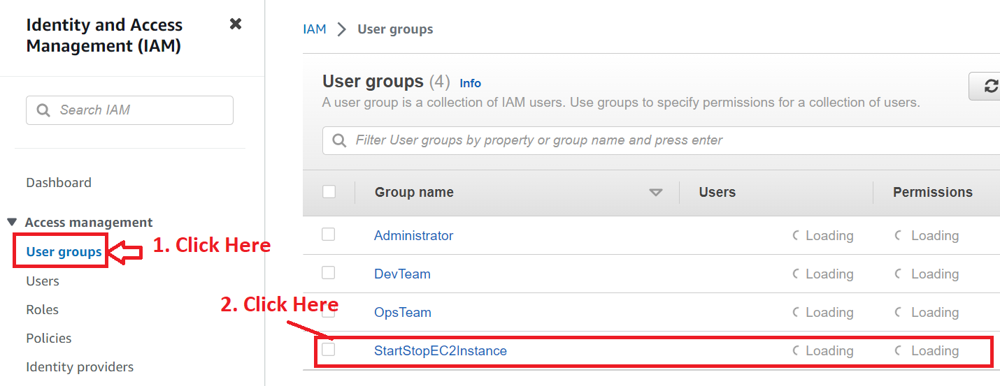 Identity and Access
Management (IAM)
Search IAM
Dashboard
Access management
User groups
1. Click Here
Users
Roles
Policies
Identity providers
IAM > User groups
User groups (4) Info
A user group is a collection of IAM users. Use groups to specify permissions for a collection of users.
Filter User groups by property or group name and press enter
Group name Users Permissions
Administrator Loading Loading
DevTeam Loading Loading
2. Click Here
OpsTeam Loading Loading
StartStopEC2Instance Loading Loading